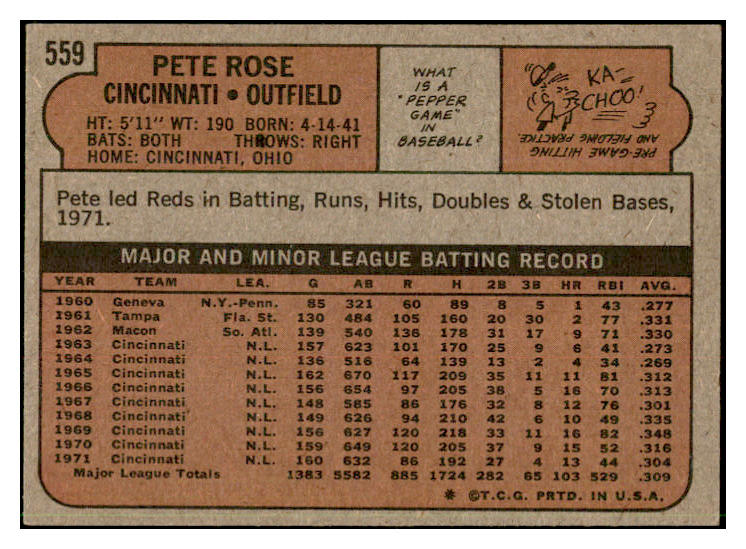 559
PETE ROSE
CINCINNATI • OUTFIELD
HT: 5'11" WT: 190 BORN: 4-14-41
BATS: BOTH THROWS: RIGHT
HOME: CINCINNATI, OHIO
WHAT
IS A
"PEPPER
GAME"
IN
BASEBALL?
KA-
CHOO!
PRE-GAME HITTING
AND FIELDING PRACTICE.
Pete led Reds in Batting, Runs, Hits, Doubles & Stolen Bases,
1971.
MAJOR AND MINOR LEAGUE BATTING RECORD
YEAR TEAM LEA. G AB R H 2B 3B HR RBI AVG.
1960 Geneva N.Y.-Penn. 85 321 60 89 8 5 1 43 .277
1961 Tampa Fla. St. 130 484 105 160 20 30 2 77 .331
1962 Macon So. Atl. 139 540 136 178 31 17 9 71 .330
1963 Cincinnati N.L. 157 623 101 170 25 9 6 41 .273
1964 Cincinnati N.L. 136 516 64 139 13 2 4 34 .269
1965 Cincinnati N.L. 162 670 117 209 35 11 11 81 .312
1966 Cincinnati N.L. 156 654 97 205 38 5 16 70 .313
1967 Cincinnati N.L. 148 585 86 176 32 8 12 76 .301
1968 Cincinnati N.L. 149 626 94 210 42 6 10 49 .335
1969 Cincinnati N.L. 156 627 120 218 33 11 16 82 .348
1970 Cincinnati N.L. 159 649 120 205 37 9 15 52 .316
1971 Cincinnati N.L. 160 632 86 192 27 4 13 44 .304
Major League Totals 1383 5582 885 1724 282 65 103 529 .309
* ©T.C.G. PRTD. IN U.S.A.